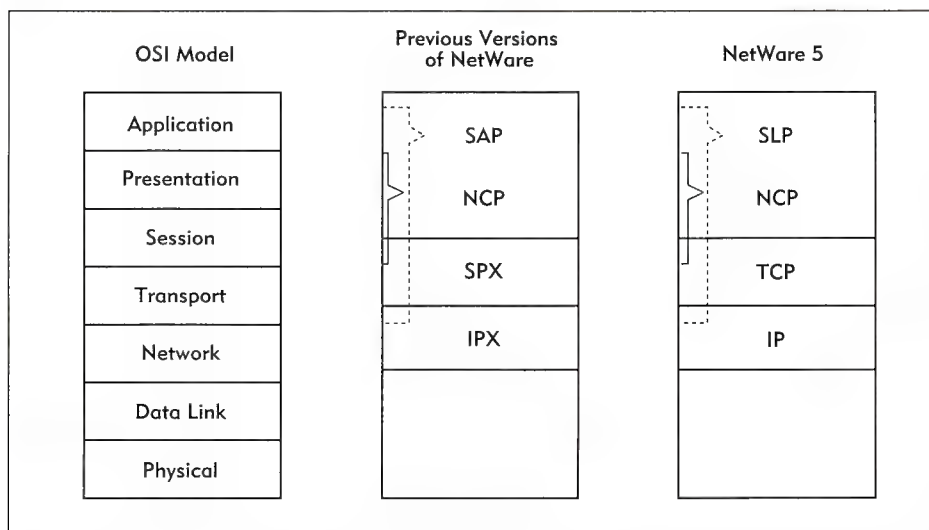 OSI Model
Application
Presentation
Session
Transport
Network
Data Link
Physical
Previous Versions
of NetWare
SAP
NCP
SPX
IPX
NetWare 5
SLP
NCP
TCP
IP